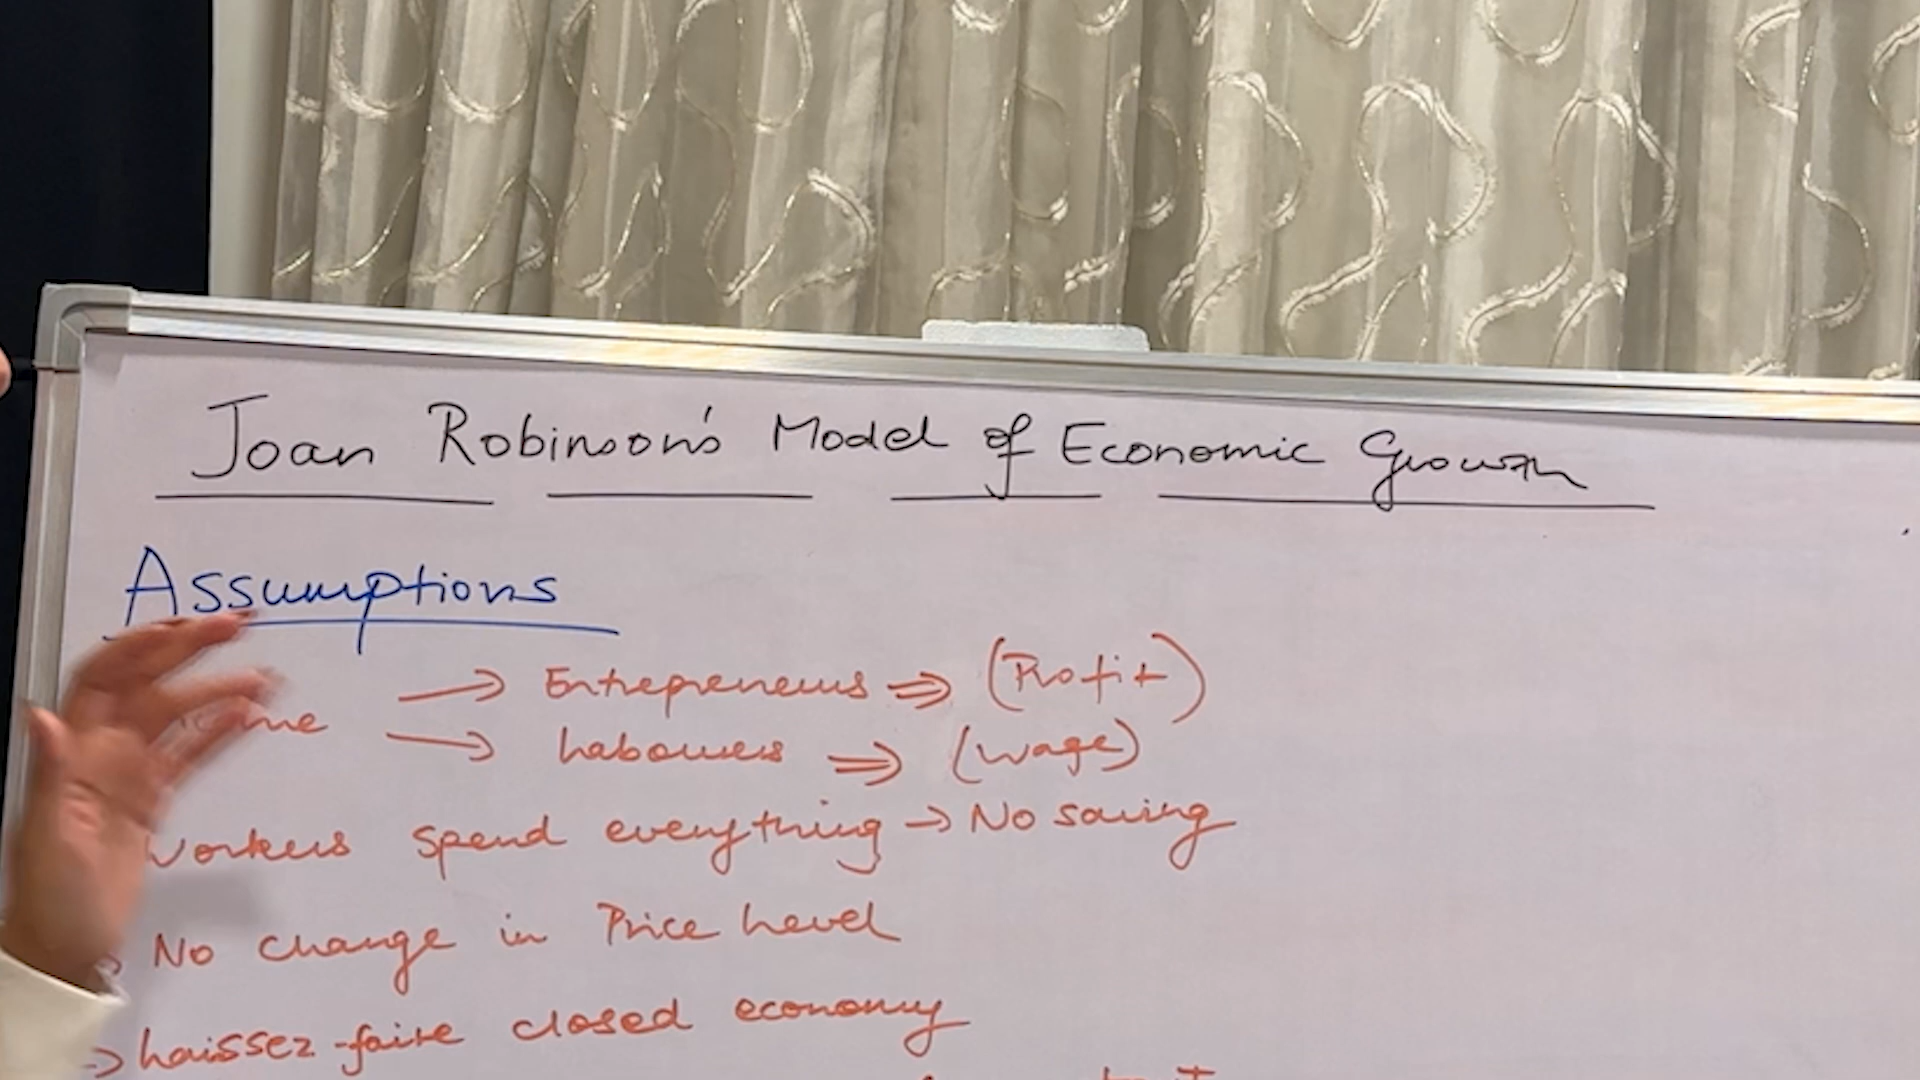 Joan Robinson's Model of Economic Growth
Assumptions
→ Entrepreneurs ⇒ (Profit)
→ Labourers ⇒ (Wage)
Workers spend everything → No saving
→ No change in Price Level
→ Laissez-faire closed economy